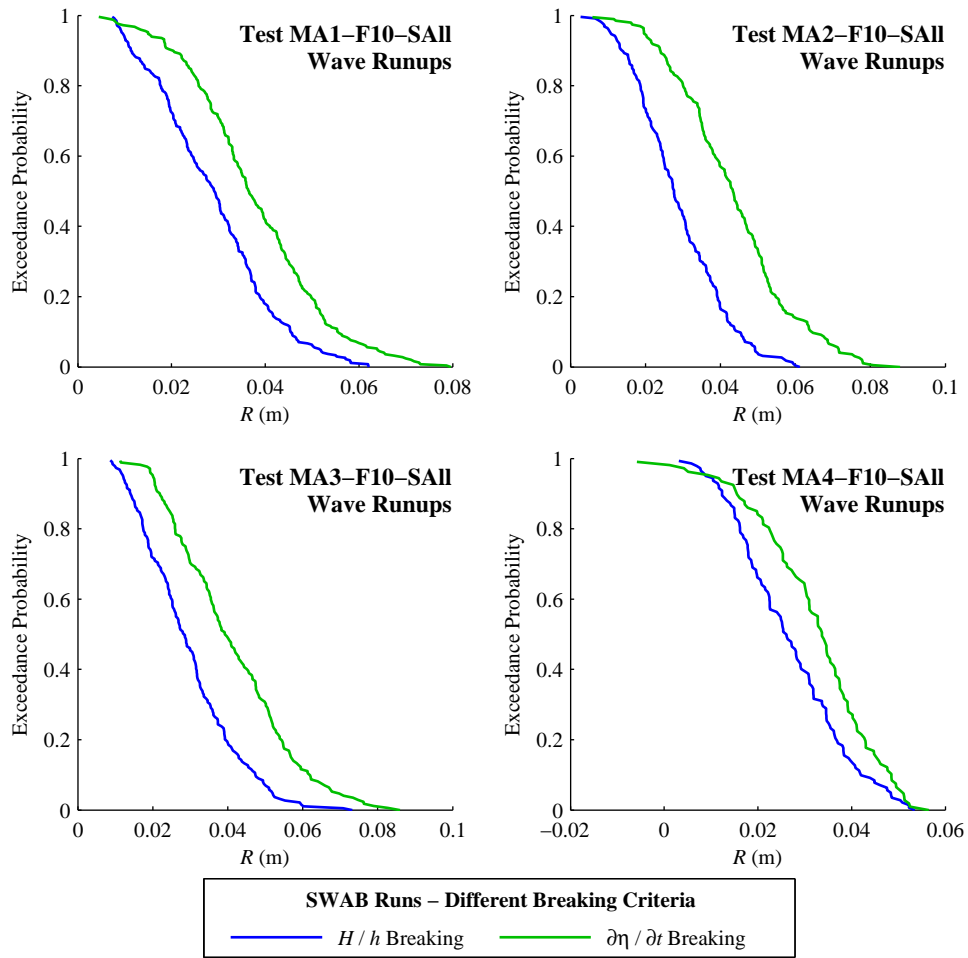 Test MA1−F10−SAll
Wave Runups
Exceedance Probability
1
0.8
0.6
0.4
0.2
0
0 0.02 0.04 0.06 0.08
R (m)
Test MA2−F10−SAll
Wave Runups
Exceedance Probability
1
0.8
0.6
0.4
0.2
0
0 0.02 0.04 0.06 0.08 0.1
R (m)
Test MA3−F10−SAll
Wave Runups
Exceedance Probability
1
0.8
0.6
0.4
0.2
0
0 0.02 0.04 0.06 0.08 0.1
R (m)
Test MA4−F10−SAll
Wave Runups
Exceedance Probability
1
0.8
0.6
0.4
0.2
0
−0.02 0 0.02 0.04 0.06
R (m)
SWAB Runs − Different Breaking Criteria
H / h Breaking ∂η / ∂t Breaking